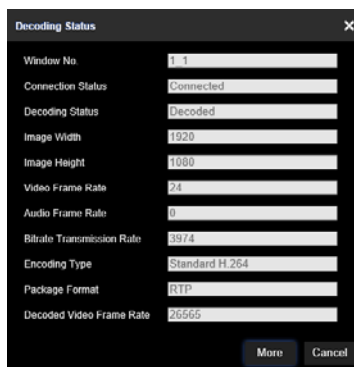 Decoding Status
Window No. 1_1
Connection Status Connected
Decoding Status Decoded
Image Width 1920
Image Height 1080
Video Frame Rate 24
Audio Frame Rate 0
Bitrate Transmission Rate 3974
Encoding Type Standard H.264
Package Format RTP
Decoded Video Frame Rate 26565
More Cancel